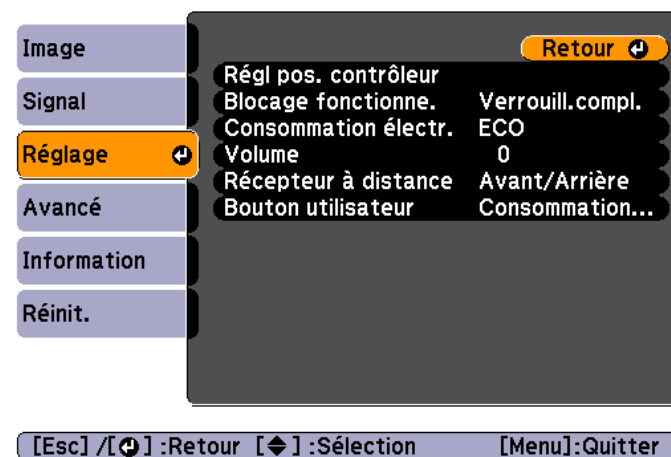 Image
Signal
Réglage
Avancé
Information
Réinit.
Retour
Régl pos. contrôleur
Blocage fonctionne. Verrouill.compl.
Consommation électr. ECO
Volume 0
Récepteur à distance Avant/Arrière
Bouton utilisateur Consommation...
[Esc] /[⏎] :Retour [◆] :Sélection [Menu]:Quitter